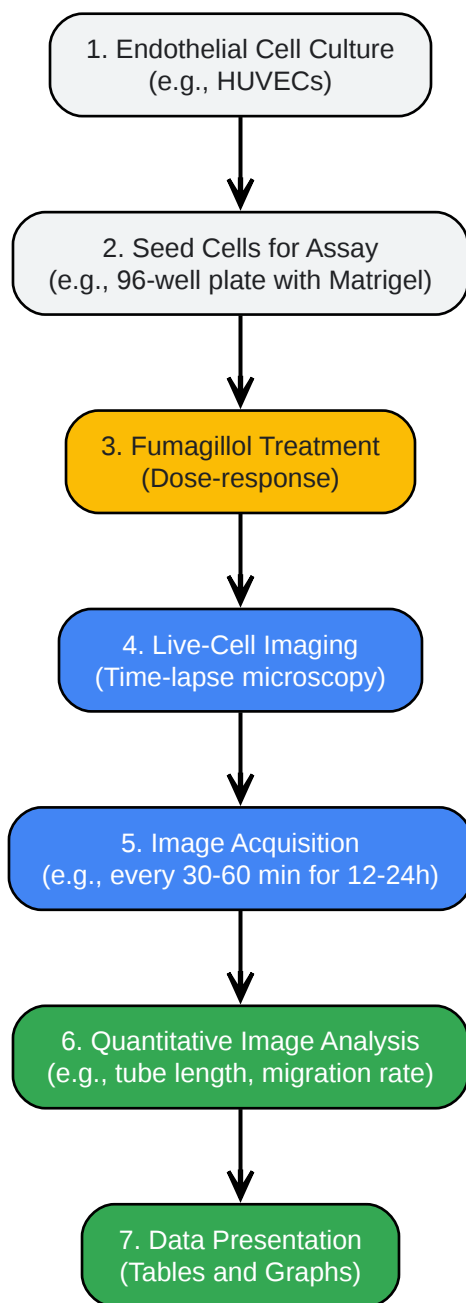 1. Endothelial Cell Culture
(e.g., HUVECs)
2. Seed Cells for Assay
(e.g., 96-well plate with Matrigel)
3. Fumagillol Treatment
(Dose-response)
4. Live-Cell Imaging
(Time-lapse microscopy)
5. Image Acquisition
(e.g., every 30-60 min for 12-24h)
6. Quantitative Image Analysis
(e.g., tube length, migration rate)
7. Data Presentation
(Tables and Graphs)